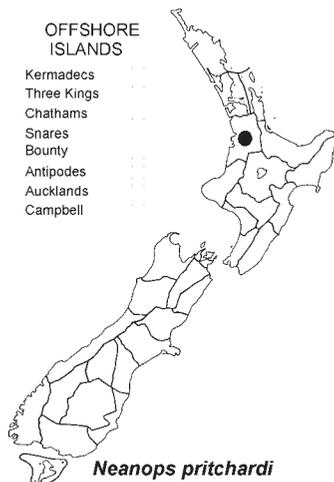 OFFSHORE
ISLANDS
Kermadecs
Three Kings
Chathams
Snares
Bounty
Antipodes
Aucklands
Campbell
Neanops pritchardi